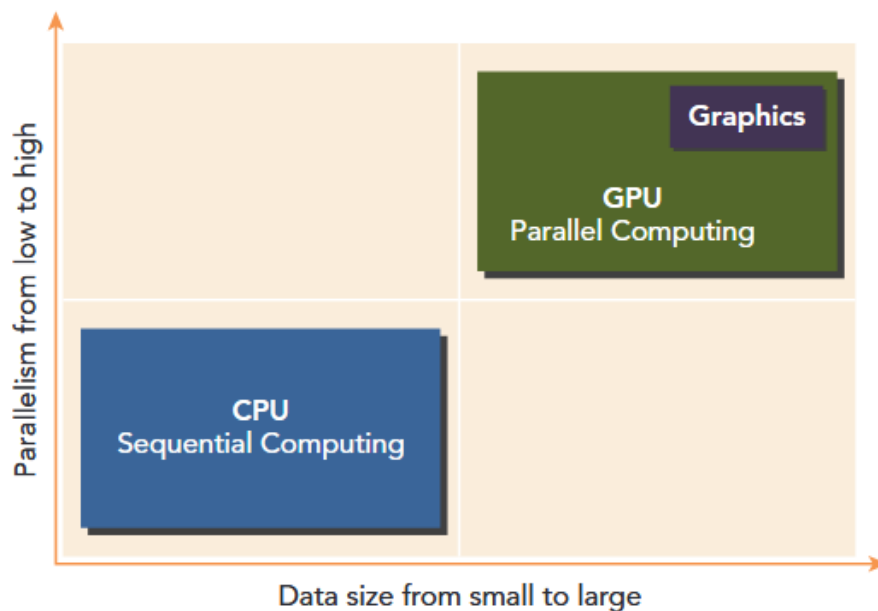 Parallelism from low to high
Graphics
GPU
Parallel Computing
CPU
Sequential Computing
Data size from small to large